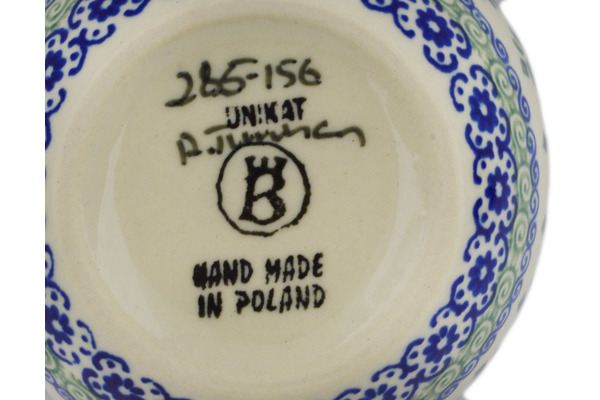 285-156
UNIKAT
B
HAND MADE
IN POLAND